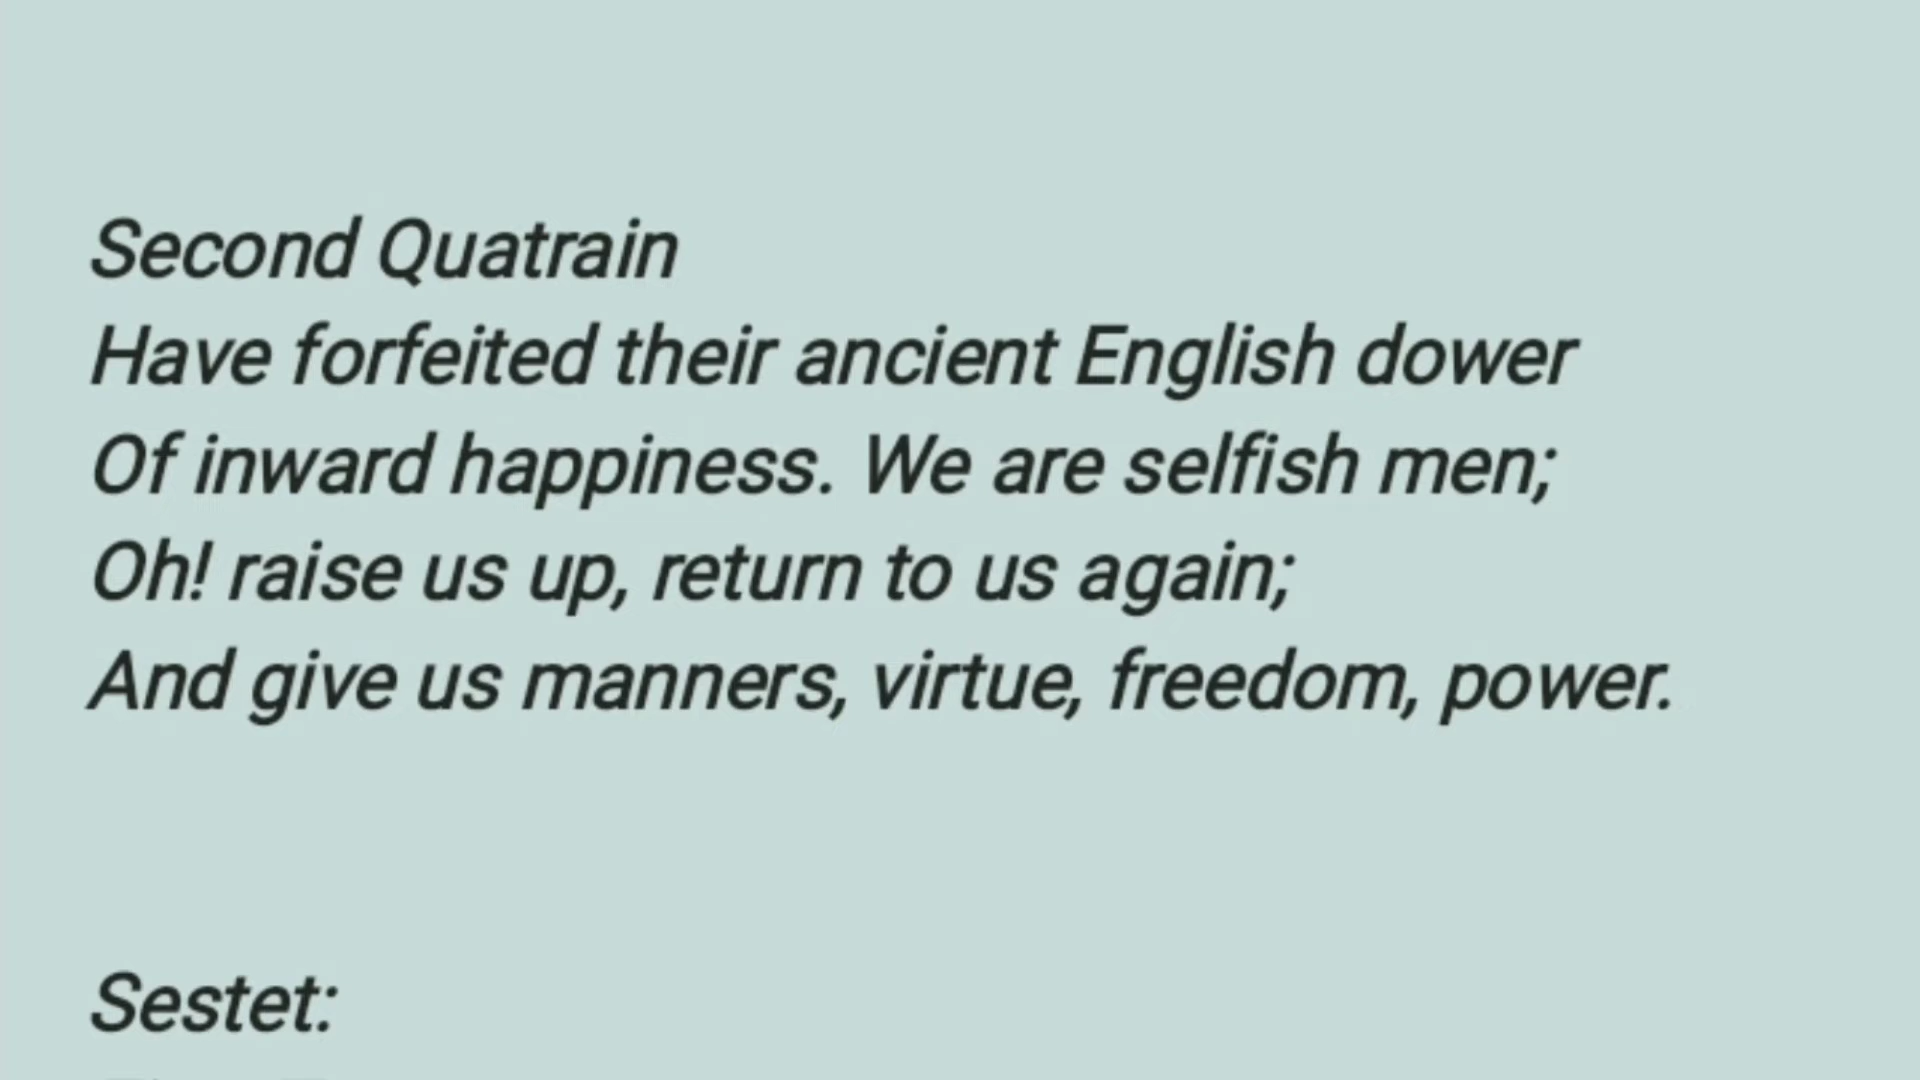 Second Quatrain
Have forfeited their ancient English dower
Of inward happiness. We are selfish men;
Oh! raise us up, return to us again;
And give us manners, virtue, freedom, power.
Sestet: